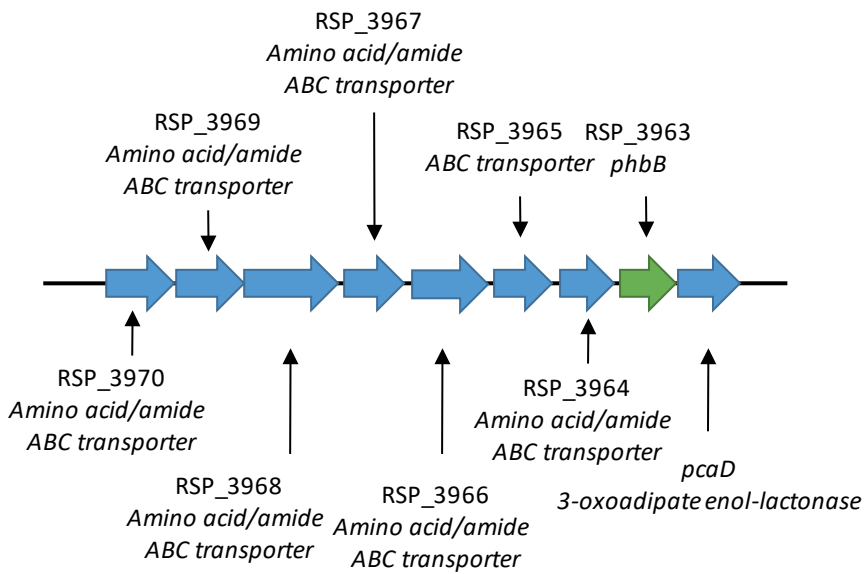 RSP_3967
Amino acid/amide
ABC transporter
RSP_3969
Amino acid/amide
ABC transporter
RSP_3965
ABC transporter
RSP_3963
phbB
RSP_3970
Amino acid/amide
ABC transporter
RSP_3968
Amino acid/amide
ABC transporter
RSP_3966
Amino acid/amide
ABC transporter
RSP_3964
Amino acid/amide
ABC transporter
pcaD
3-oxoadipate enol-lactonase